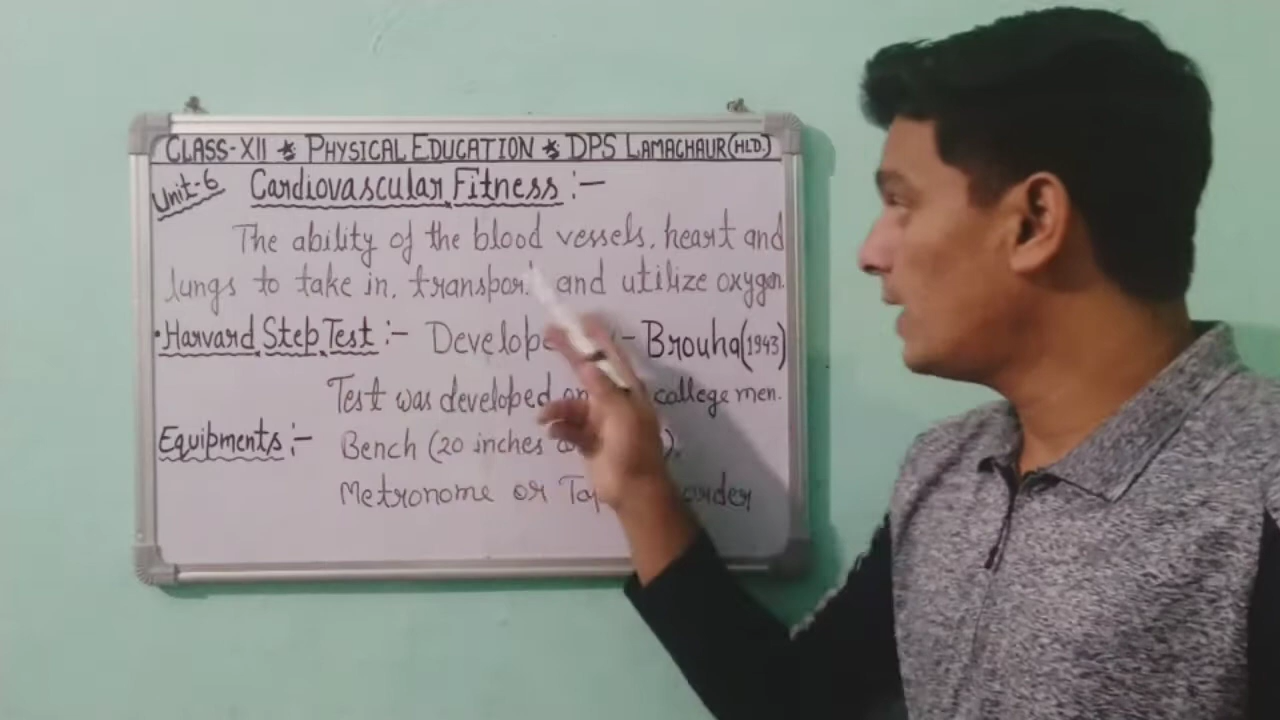 CLASS-XII * PHYSICAL EDUCATION * DPS LAMACHAUR (HLD.)
Unit-6 Cardiovascular Fitness :-
The ability of the blood vessels, heart and
lungs to take in, transport and utilize oxygen.
• Harvard Step Test :- Develope - Brouha (1943)
Test was developed on college men.
Equipments :- Bench (20 inches ).
Metronome or